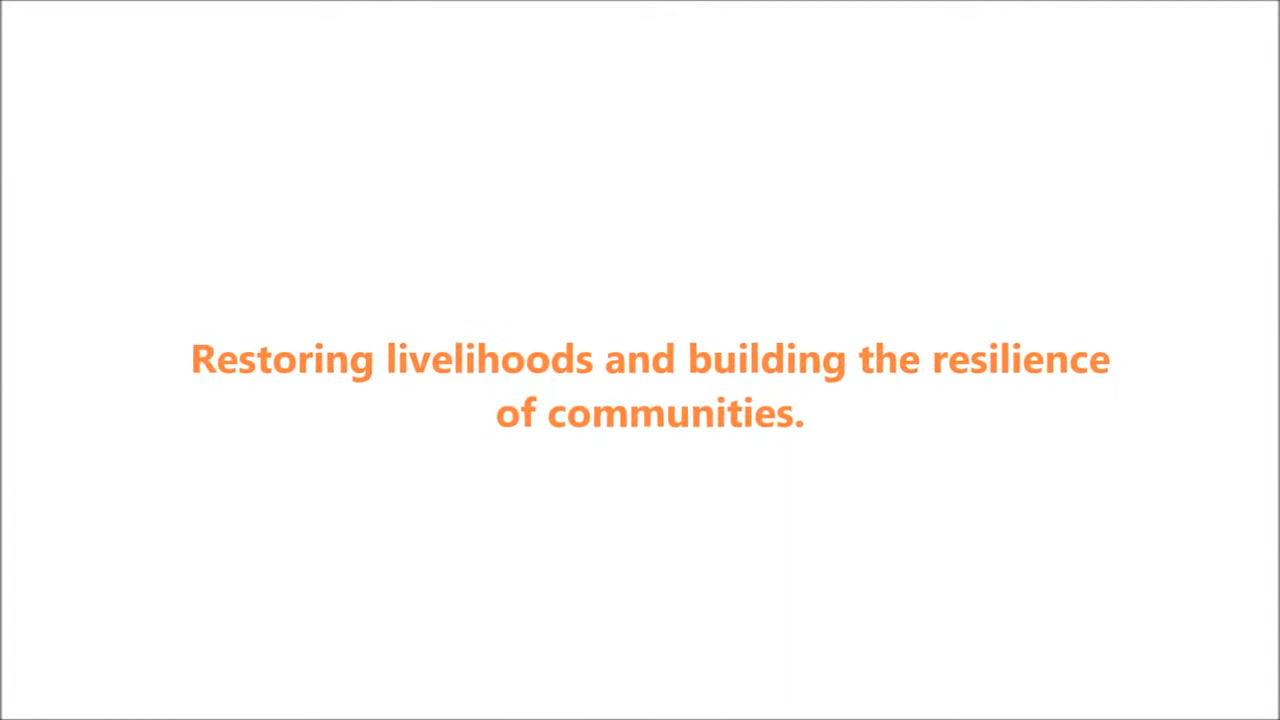 Restoring livelihoods and building the resilience
of communities.